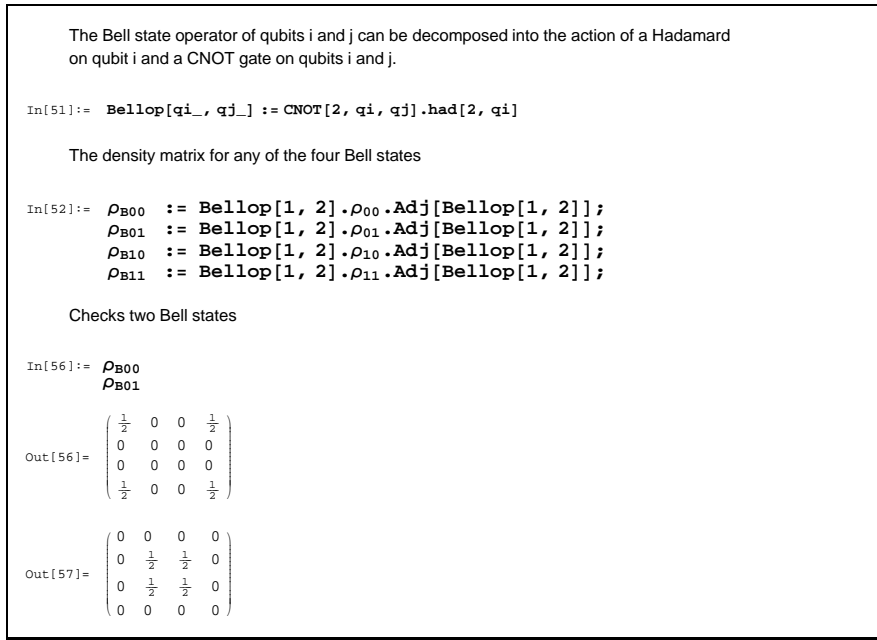 The Bell state operator of qubits i and j can be decomposed into the action of a Hadamard
on qubit i and a CNOT gate on qubits i and j.
In[51]:= Bellop[qi_, qj_] := CNOT[2, qi, qj].had[2, qi]
The density matrix for any of the four Bell states
In[52]:= ρB00 := Bellop[1, 2].ρ00.Adj[Bellop[1, 2]];
ρB01 := Bellop[1, 2].ρ01.Adj[Bellop[1, 2]];
ρB10 := Bellop[1, 2].ρ10.Adj[Bellop[1, 2]];
ρB11 := Bellop[1, 2].ρ11.Adj[Bellop[1, 2]];
Checks two Bell states
In[56]:= ρB00
ρB01
Out[56]=
1/2 0 0 1/2
0 0 0 0
0 0 0 0
1/2 0 0 1/2
Out[57]=
0 0 0 0
0 1/2 1/2 0
0 1/2 1/2 0
0 0 0 0